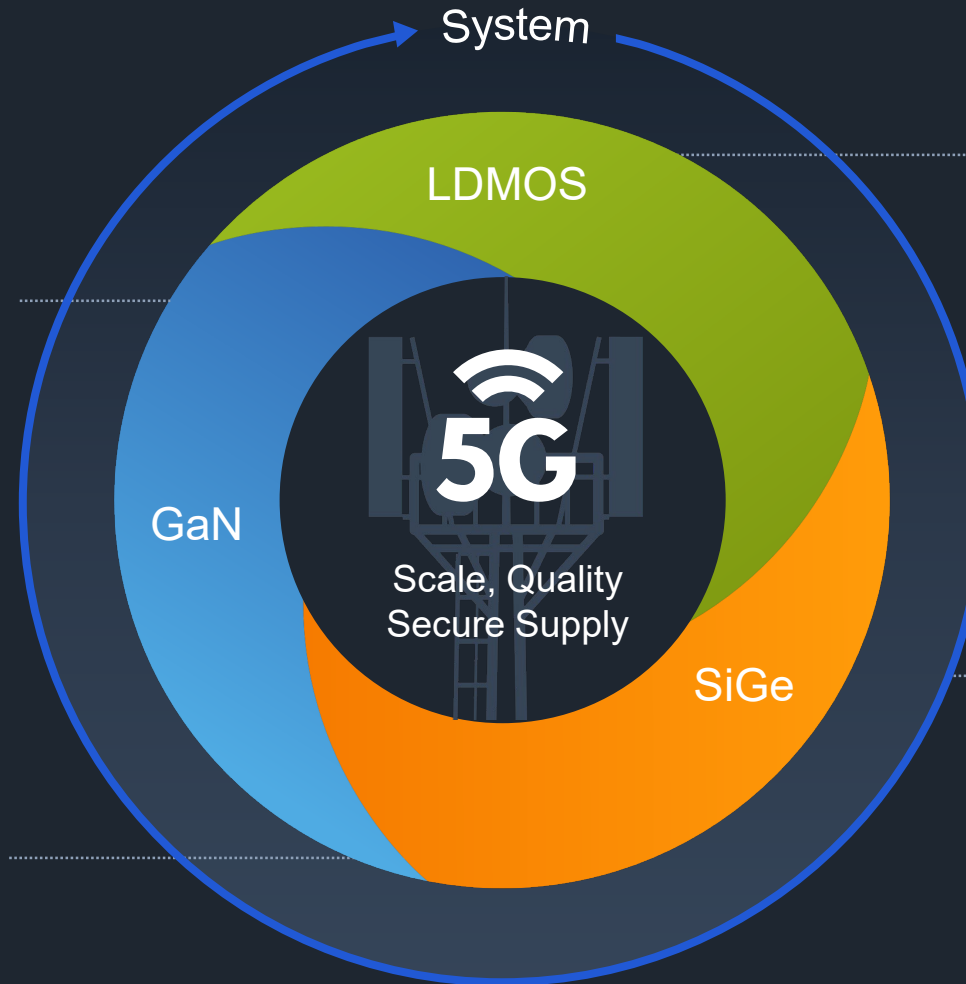 System
LDMOS
5G
GaN
Scale, Quality
Secure Supply
SiGe